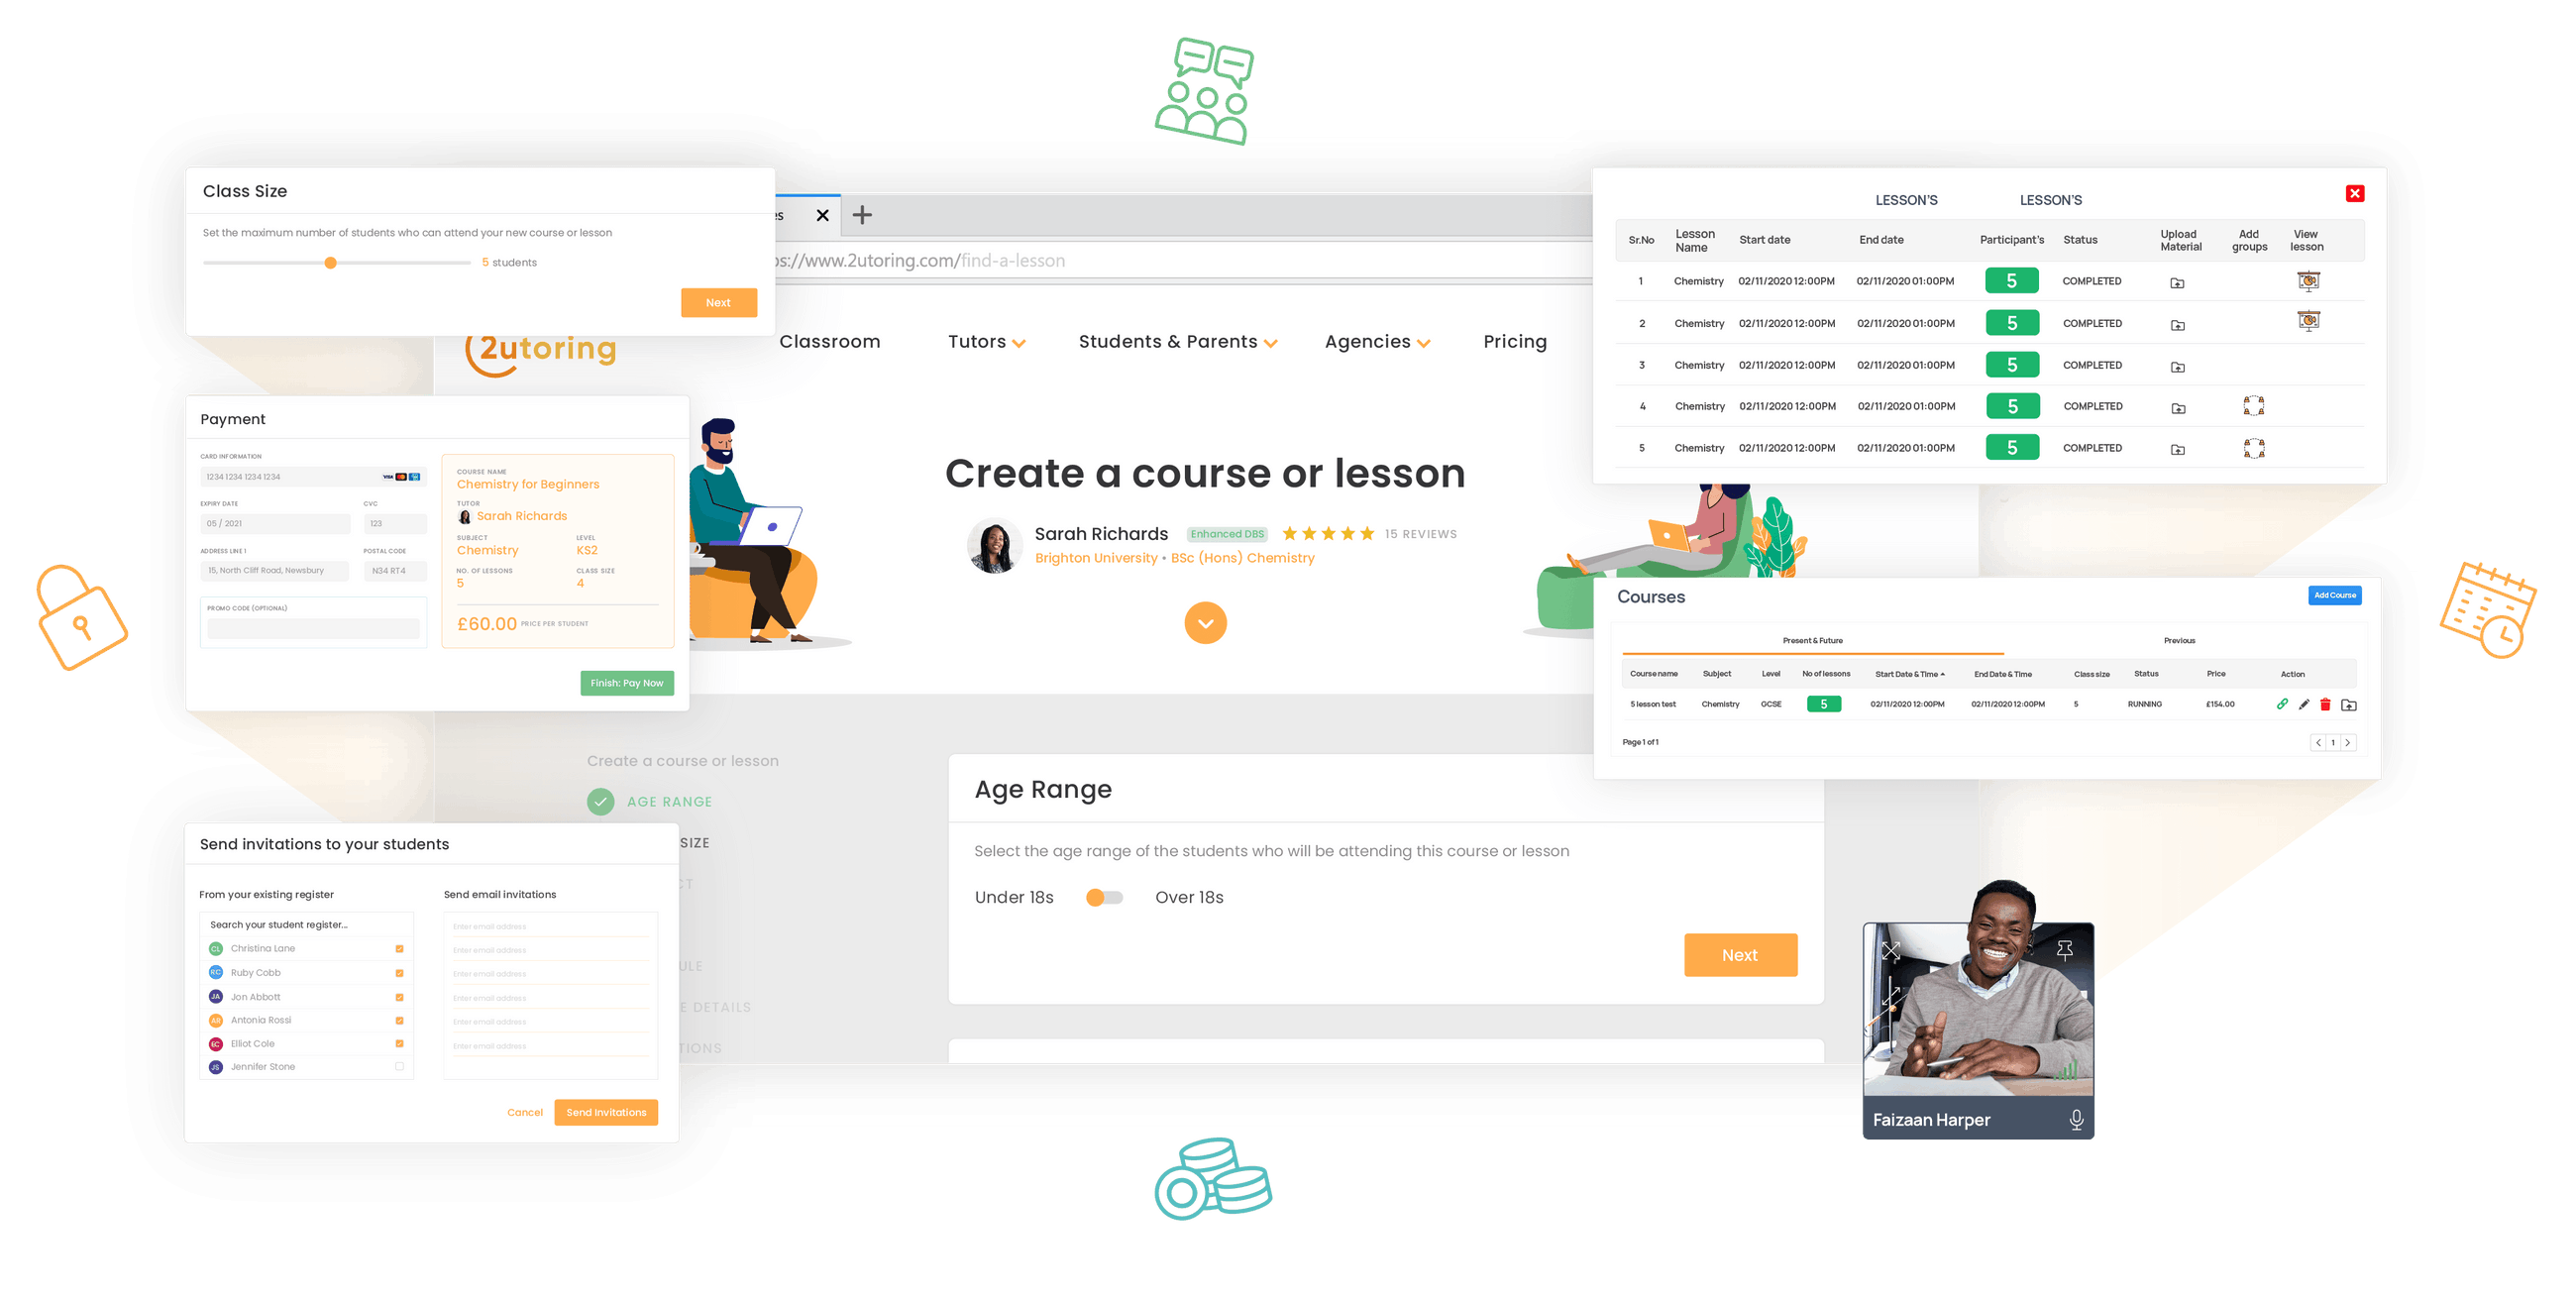 Class Size
Set the maximum number of students who can attend your new course or lesson
5 students
Next
es
ps://www.2utoring.com/find-a-lesson
2utoring
Classroom Tutors Students & Parents Agencies Pricing
Create a course or lesson
Sarah Richards Enhanced DBS 15 REVIEWS
Brighton University • BSc (Hons) Chemistry
Payment
CARD INFORMATION
1234 1234 1234 1234 VISA
EXPIRY DATE CVC
05 / 2021 123
ADDRESS LINE 1 POSTAL CODE
15, North Cliff Road, Newsbury N34 RT4
PROMO CODE (OPTIONAL)
COURSE NAME
Chemistry for Beginners
TUTOR
Sarah Richards
SUBJECT LEVEL
Chemistry KS2
NO. OF LESSONS CLASS SIZE
5 4
£60.00 PRICE PER STUDENT
Finish: Pay Now
LESSON'S LESSON'S
Sr.No Lesson Name Start date End date Participant's Status Upload Material Add groups View lesson
1 Chemistry 02/11/2020 12:00PM 02/11/2020 01:00PM 5 COMPLETED
2 Chemistry 02/11/2020 12:00PM 02/11/2020 01:00PM 5 COMPLETED
3 Chemistry 02/11/2020 12:00PM 02/11/2020 01:00PM 5 COMPLETED
4 Chemistry 02/11/2020 12:00PM 02/11/2020 01:00PM 5 COMPLETED
5 Chemistry 02/11/2020 12:00PM 02/11/2020 01:00PM 5 COMPLETED
Courses Add Course
Present & Future Previous
Course name Subject Level No of lessons Start Date & Time End Date & Time Class size Status Price Action
5 lesson test Chemistry GCSE 5 02/11/2020 12:00PM 02/11/2020 12:00PM 5 RUNNING £154.00
Page 1 of 1 1
Create a course or lesson
AGE RANGE
SIZE
CT
ULE
E DETAILS
TIONS
Age Range
Select the age range of the students who will be attending this course or lesson
Under 18s Over 18s
Next
Send invitations to your students
From your existing register
Search your student register...
CL Christina Lane
RC Ruby Cobb
JA Jon Abbott
AR Antonia Rossi
EC Elliot Cole
JS Jennifer Stone
Send email invitations
Enter email address
Enter email address
Enter email address
Enter email address
Enter email address
Enter email address
Cancel Send Invitations
Faizaan Harper